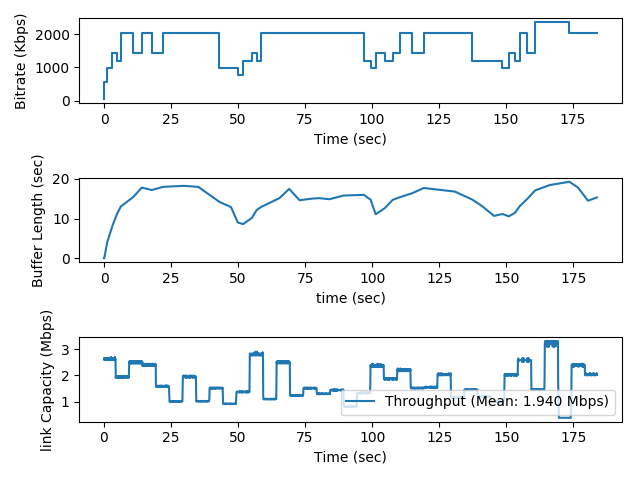 Bitrate (Kbps)
2000
1000
0
0 25 50 75 100 125 150 175
Time (sec)
Buffer Length (sec)
20
10
0
0 25 50 75 100 125 150 175
time (sec)
link Capacity (Mbps)
3
2
1
Throughput (Mean: 1.940 Mbps)
0 25 50 75 100 125 150 175
Time (sec)